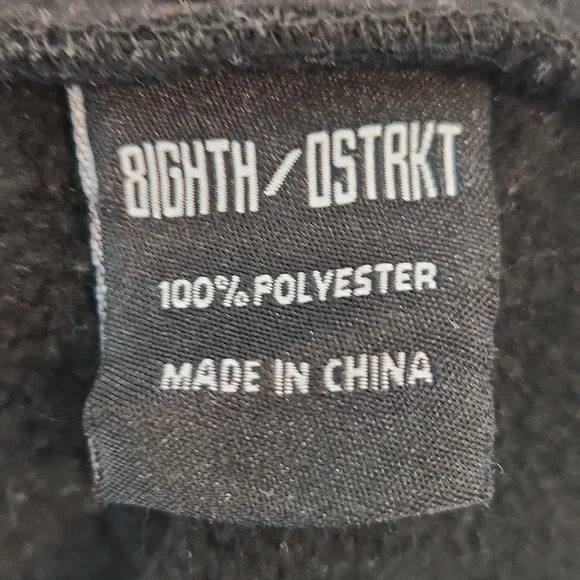 8IGHTH/DSTRKT
100% POLYESTER
MADE IN CHINA